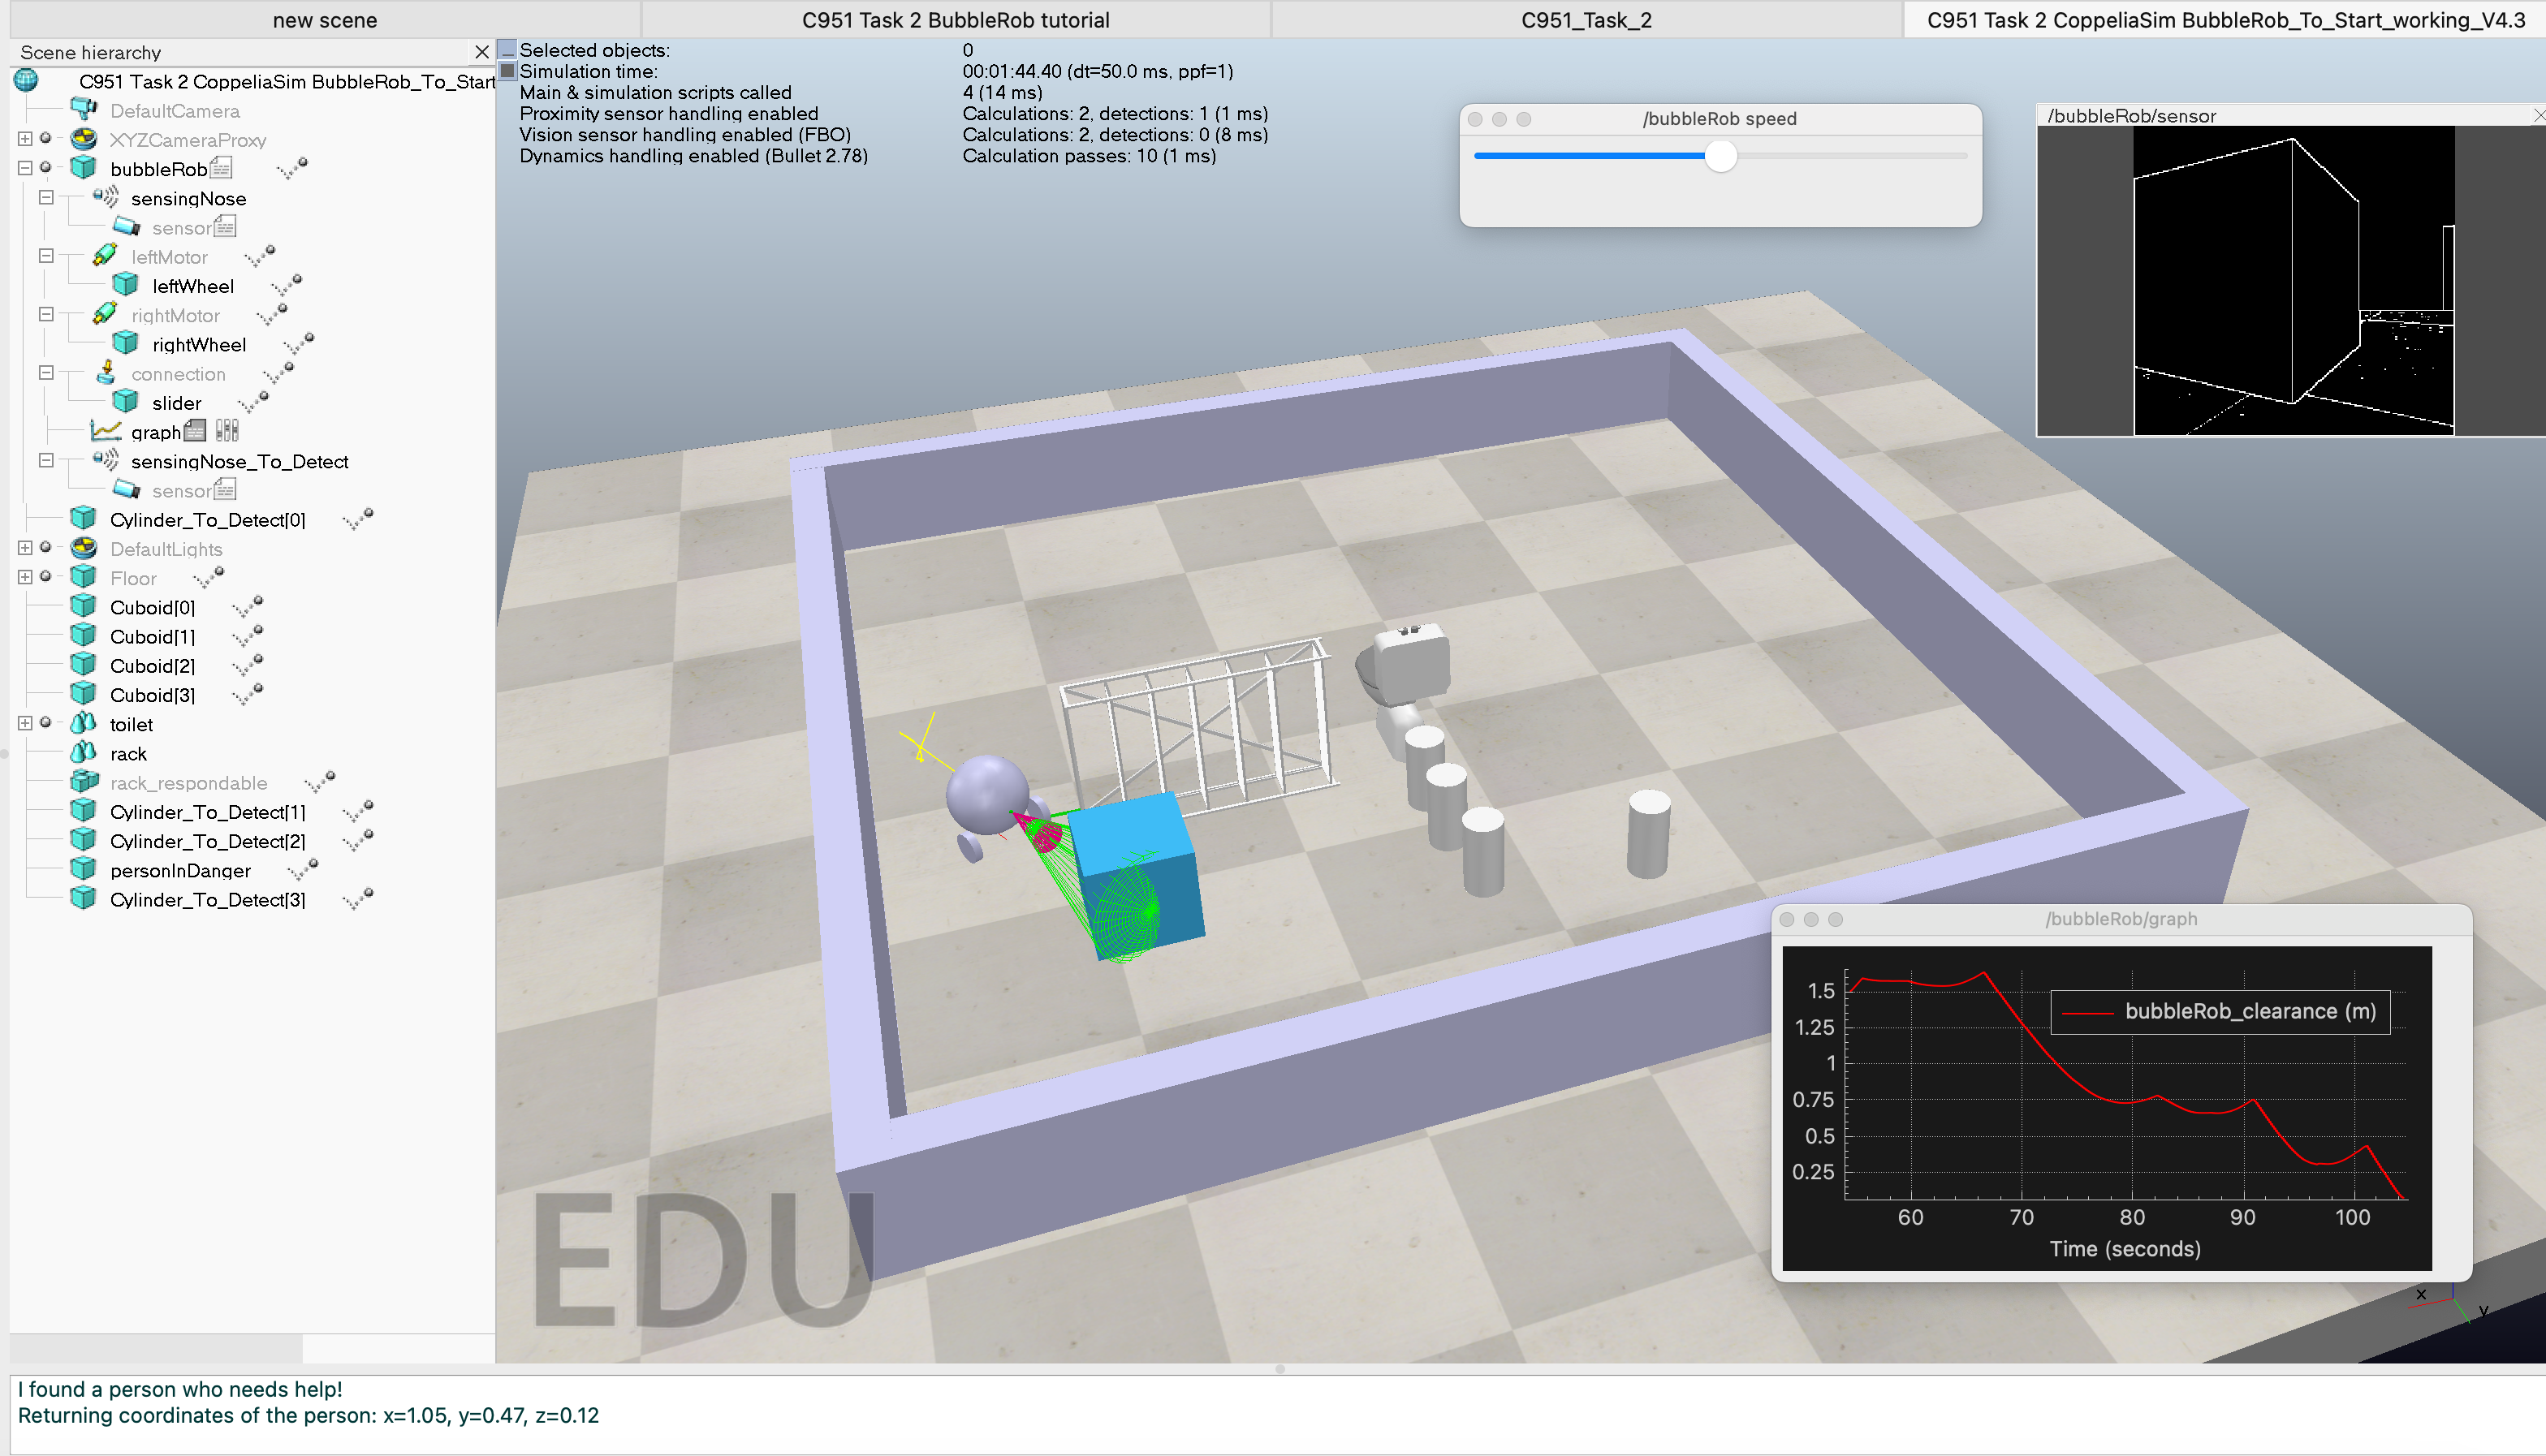 new scene
C951 Task 2 BubbleRob tutorial
C951_Task_2
C951 Task 2 CoppeliaSim BubbleRob_To_Start_working_V4.3
Scene hierarchy
C951 Task 2 CoppeliaSim BubbleRob_To_Start
DefaultCamera
XYZCameraProxy
bubbleRob
sensingNose
sensor
leftMotor
leftWheel
rightMotor
rightWheel
connection
slider
graph
sensingNose_To_Detect
sensor
Cylinder_To_Detect[0]
DefaultLights
Floor
Cuboid[0]
Cuboid[1]
Cuboid[2]
Cuboid[3]
toilet
rack
rack_respondable
Cylinder_To_Detect[1]
Cylinder_To_Detect[2]
personInDanger
Cylinder_To_Detect[3]
Selected objects: 0
Simulation time: 00:01:44.40 (dt=50.0 ms, ppf=1)
Main & simulation scripts called 4 (14 ms)
Proximity sensor handling enabled Calculations: 2, detections: 1 (1 ms)
Vision sensor handling enabled (FBO) Calculations: 2, detections: 0 (8 ms)
Dynamics handling enabled (Bullet 2.78) Calculation passes: 10 (1 ms)
/bubbleRob speed
/bubbleRob/sensor
/bubbleRob/graph
bubbleRob_clearance (m)
1.5
1.25
1
0.75
0.5
0.25
60 70 80 90 100
Time (seconds)
x
y
EDU
I found a person who needs help!
Returning coordinates of the person: x=1.05, y=0.47, z=0.12